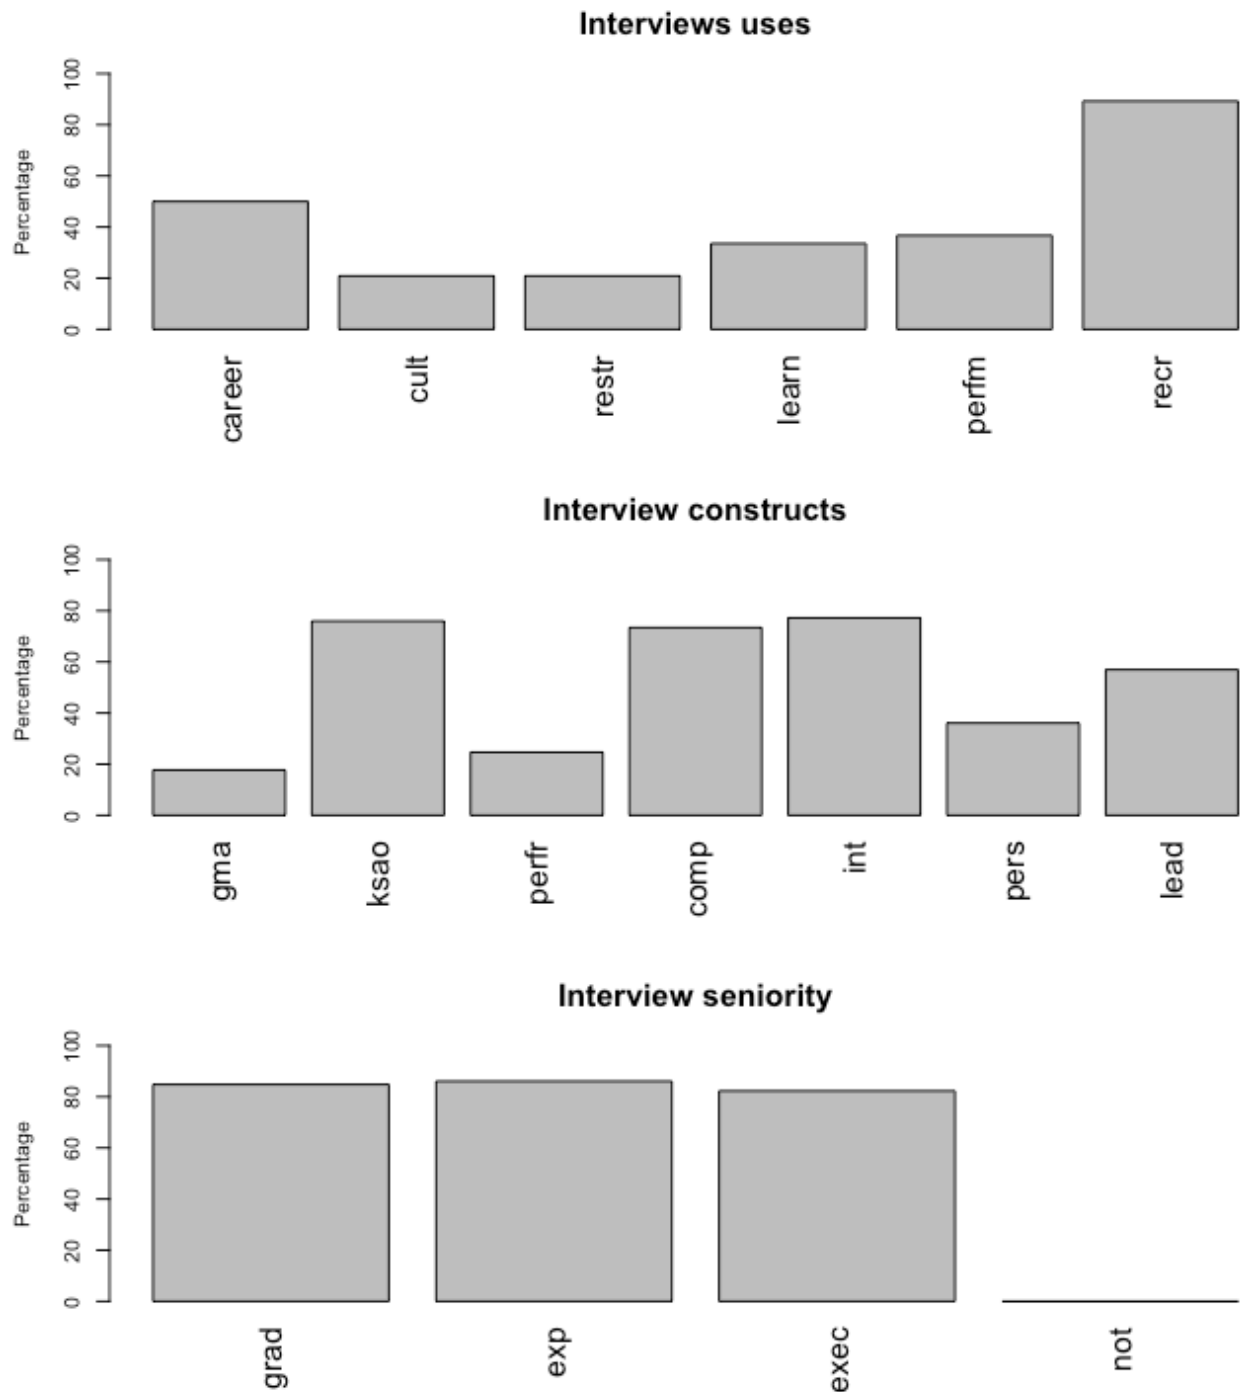 Interviews uses
Percentage
100
80
60
40
20
0
career
cult
restr
learn
perfm
recr
Interview constructs
Percentage
100
80
60
40
20
0
gma
ksao
perfr
comp
int
pers
lead
Interview seniority
Percentage
100
80
60
40
20
0
grad
exp
exec
not